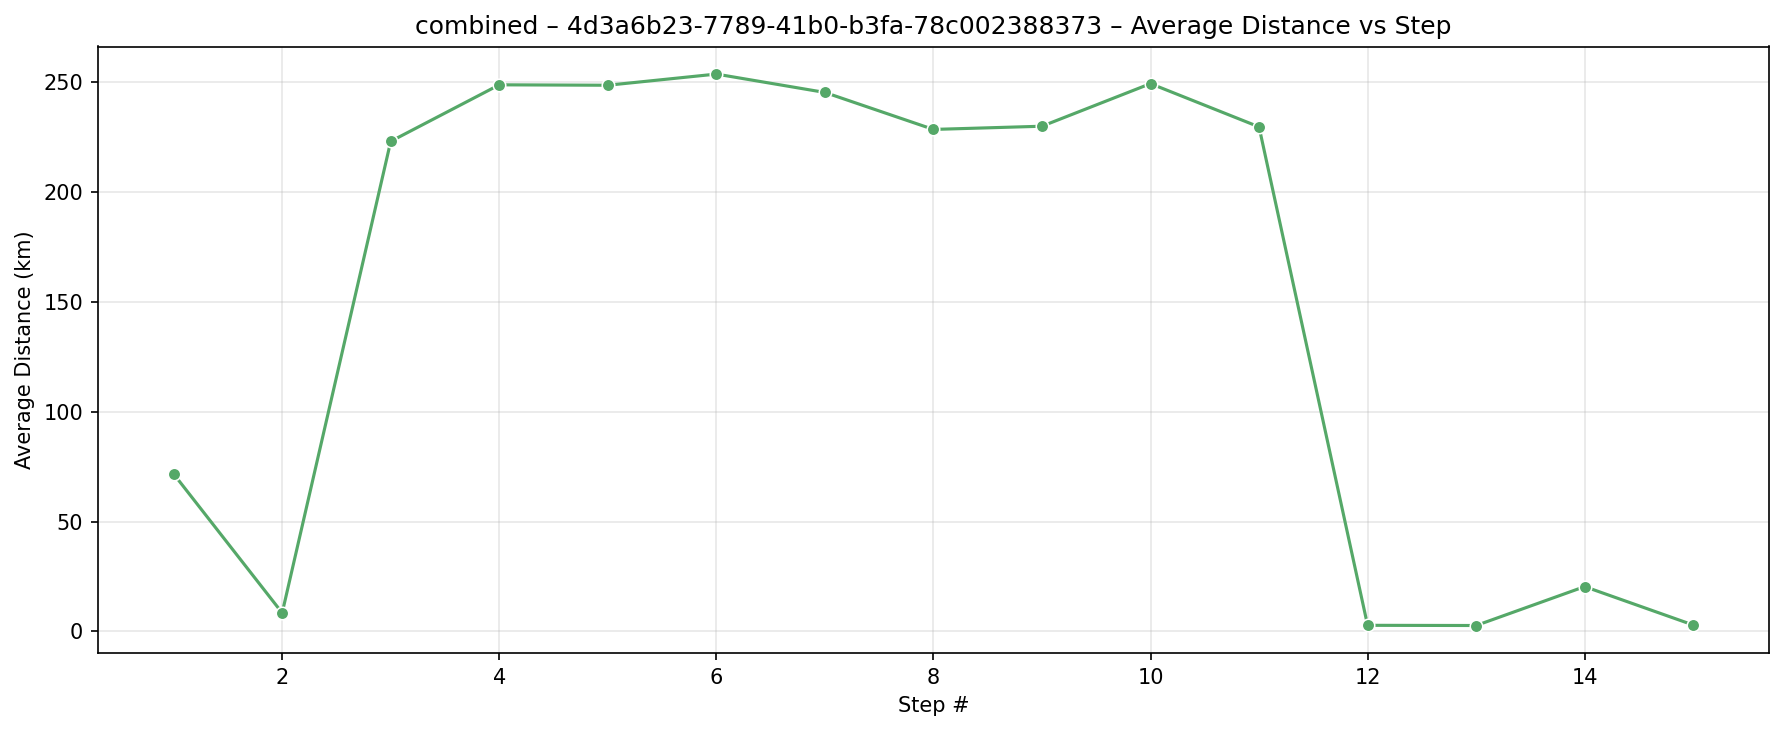 combined – 4d3a6b23-7789-41b0-b3fa-78c002388373 – Average Distance vs Step
Average Distance (km)
250
200
150
100
50
0
2 4 6 8 10 12 14
Step #